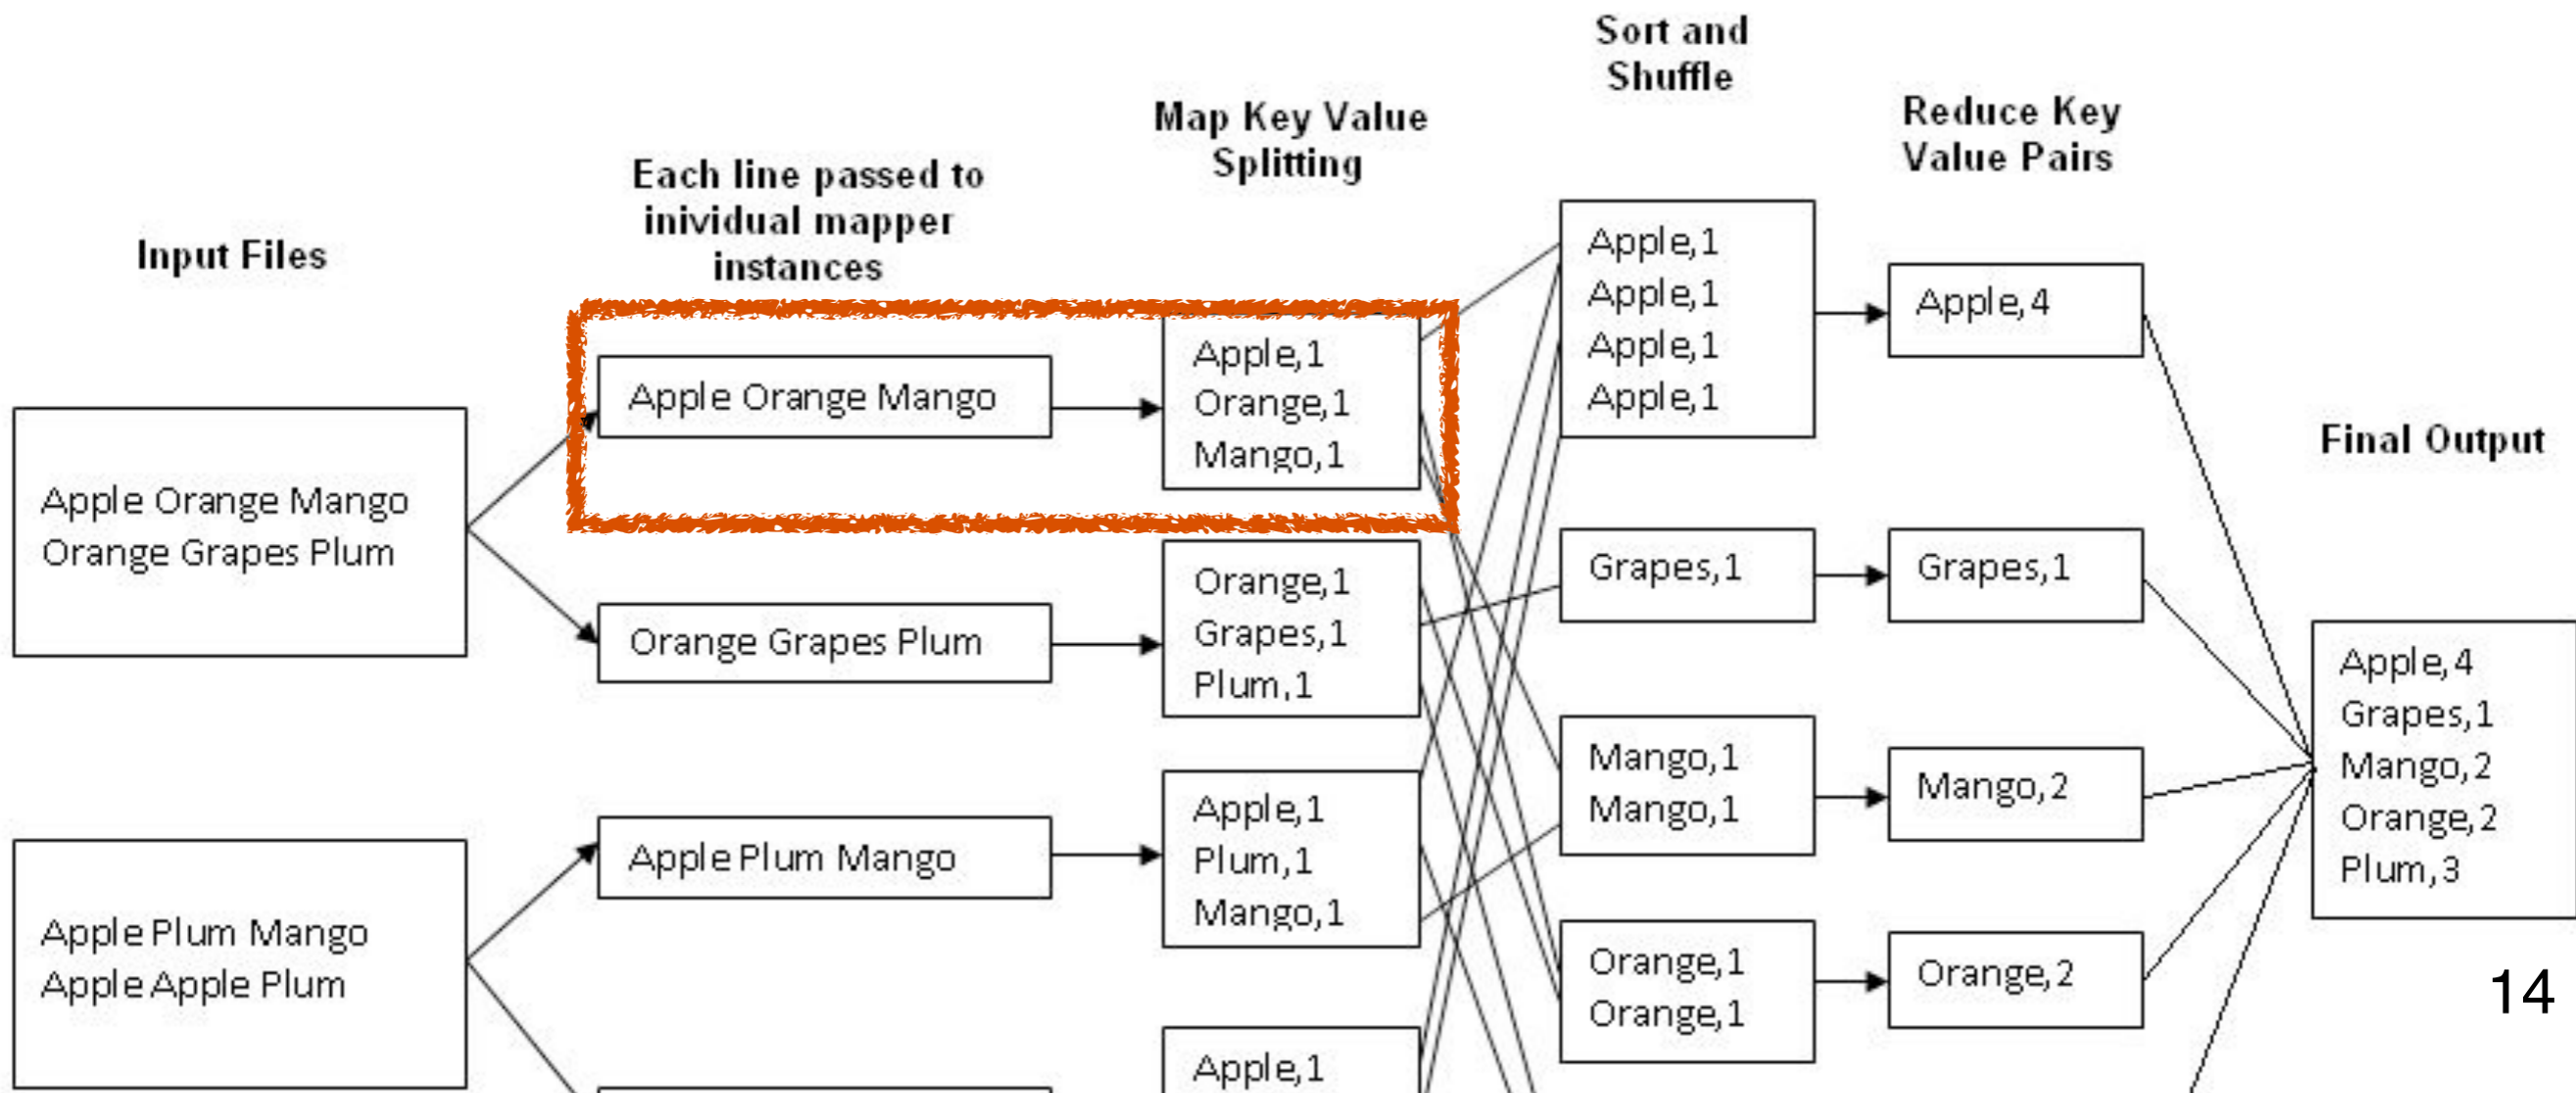 Input Files
Apple Orange Mango
Orange Grapes Plum
Apple Plum Mango
Apple Apple Plum
Each line passed to
inividual mapper
instances
Apple Orange Mango
Orange Grapes Plum
Apple Plum Mango
Map Key Value
Splitting
Apple,1
Orange,1
Mango,1
Orange,1
Grapes,1
Plum,1
Apple,1
Plum,1
Mango,1
Apple,1
Sort and
Shuffle
Apple,1
Apple,1
Apple,1
Apple,1
Grapes,1
Mango,1
Mango,1
Orange,1
Orange,1
Reduce Key
Value Pairs
Apple,4
Grapes,1
Mango,2
Orange,2
Final Output
Apple,4
Grapes,1
Mango,2
Orange,2
Plum,3
14